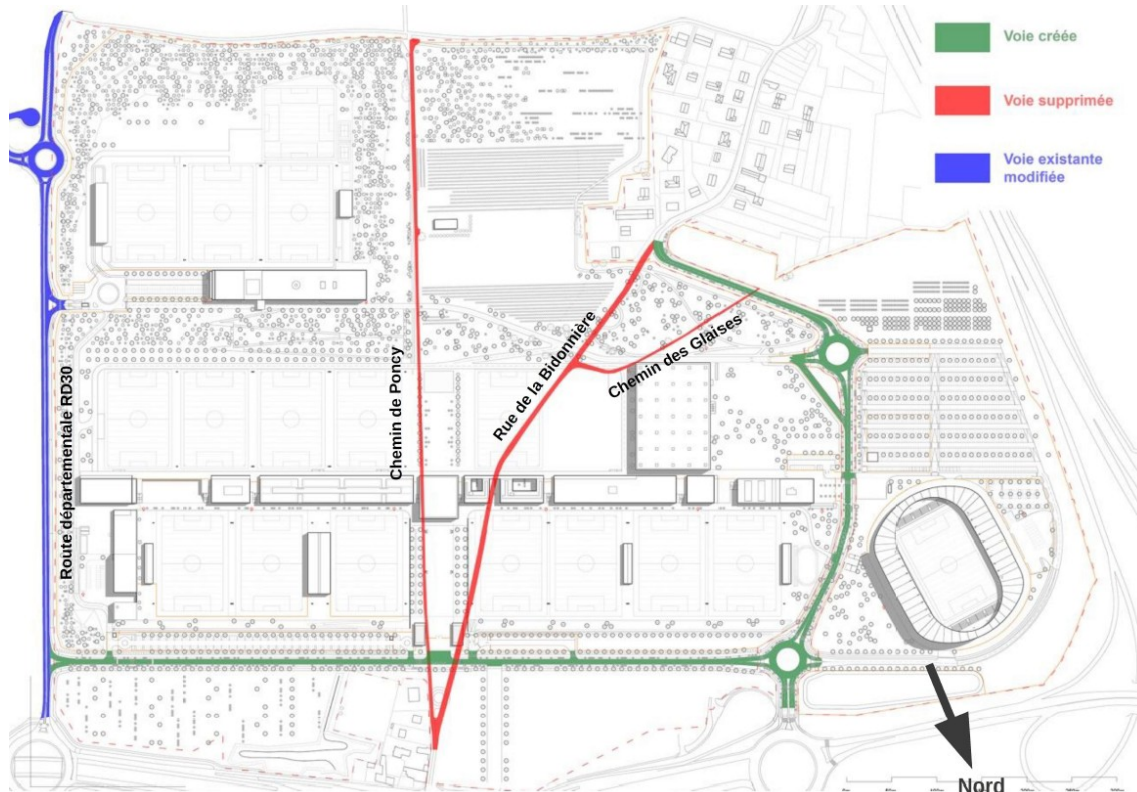 Voie créée
Voie supprimée
Voie existante
modifiée
Route départementale RD30
Chemin de Poncy
Rue de la Bidonnière
Chemin des Glaises
Nord